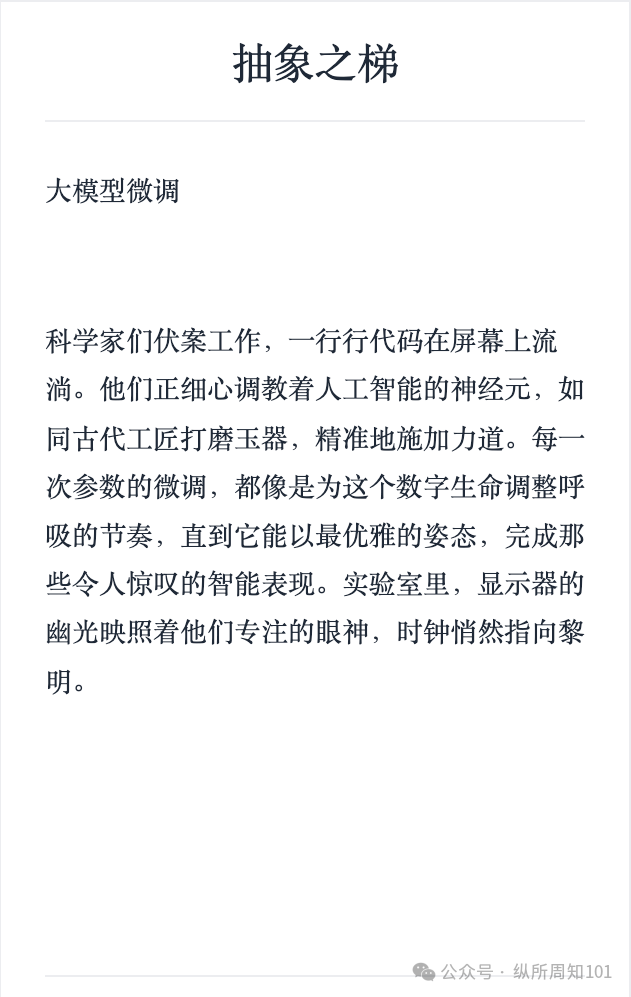 抽象之梯
大模型微调
科学家们伏案工作，一行行代码在屏幕上流
淌。他们正细心调教着人工智能的神经元，如
同古代工匠打磨玉器，精准地施加力道。每一
次参数的微调，都像是为这个数字生命调整呼
吸的节奏，直到它能以最优雅的姿态，完成那
些令人惊叹的智能表现。实验室里，显示器的
幽光映照着他们专注的眼神，时钟悄然指向黎
明。
公众号 · 纵所周知101